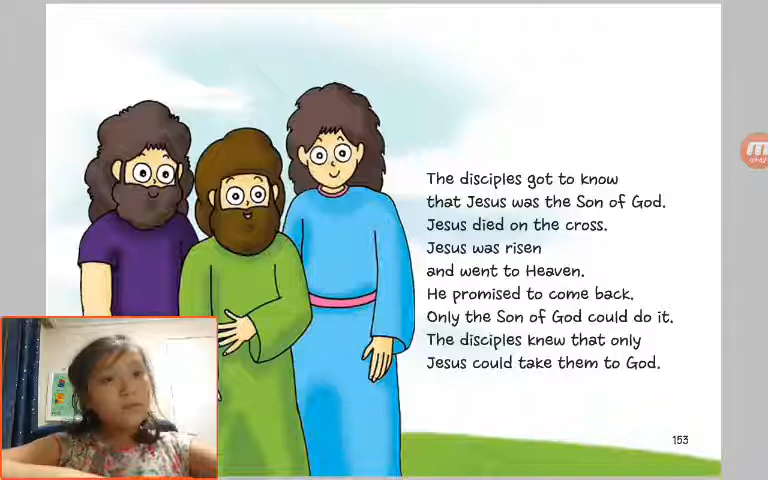 The disciples got to know
that Jesus was the Son of God.
Jesus died on the cross.
Jesus was risen
and went to Heaven.
He promised to come back.
Only the Son of God could do it.
The disciples knew that only
Jesus could take them to God.
153